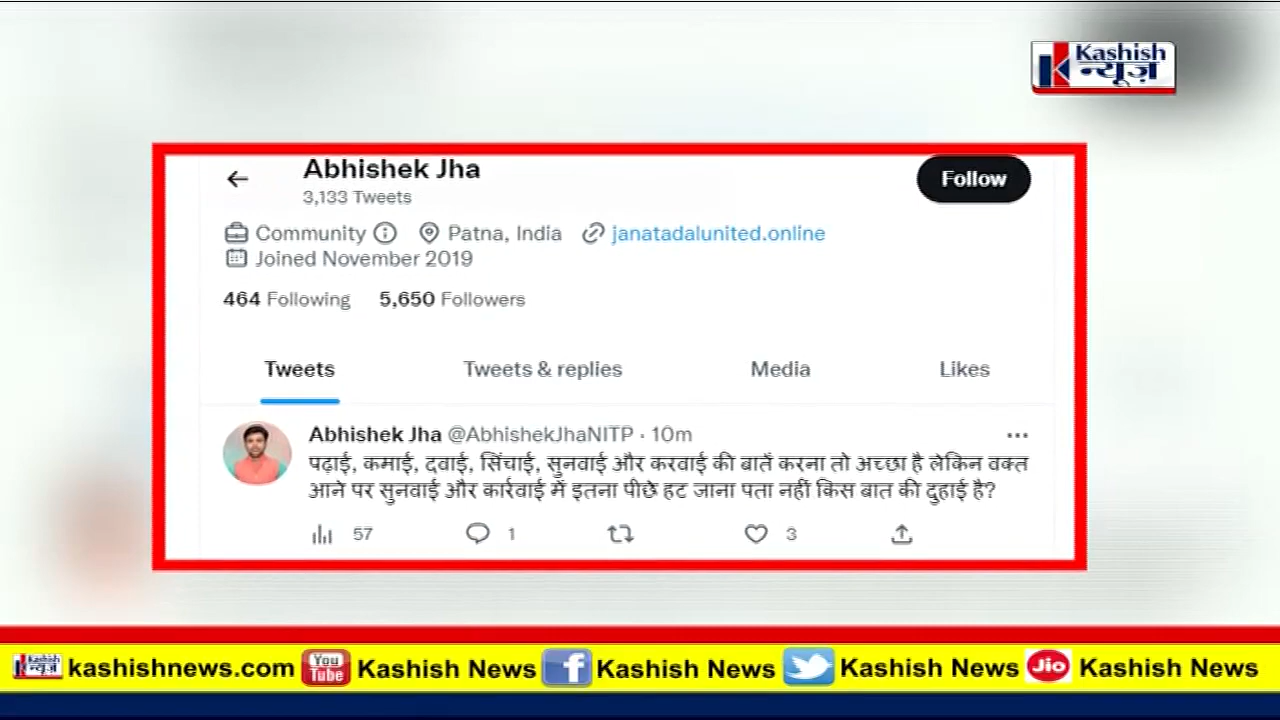 Kashish
न्यूज़
Abhishek Jha
3,133 Tweets
Follow
Community Patna, India janatadalunited.online
Joined November 2019
464 Following 5,650 Followers
Tweets Tweets & replies Media Likes
Abhishek Jha @AbhishekJhaNITP · 10m
पढ़ाई, कमाई, दवाई, सिंचाई, सुनवाई और करवाई की बातें करना तो अच्छा है लेकिन वक्त
आने पर सुनवाई और कार्रवाई में इतना पीछे हट जाना पता नहीं किस बात की दुहाई है?
57 1 3
Kashish
न्यूज़
kashishnews.com You Tube Kashish News f Kashish News Kashish News Jio Kashish News